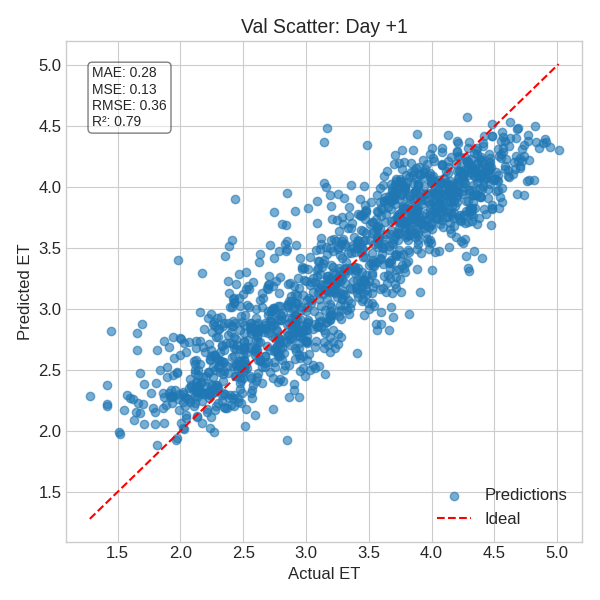 Val Scatter: Day +1
MAE: 0.28
MSE: 0.13
RMSE: 0.36
R²: 0.79
Predicted ET
5.0
4.5
4.0
3.5
3.0
2.5
2.0
1.5
Predictions
Ideal
1.5 2.0 2.5 3.0 3.5 4.0 4.5 5.0
Actual ET